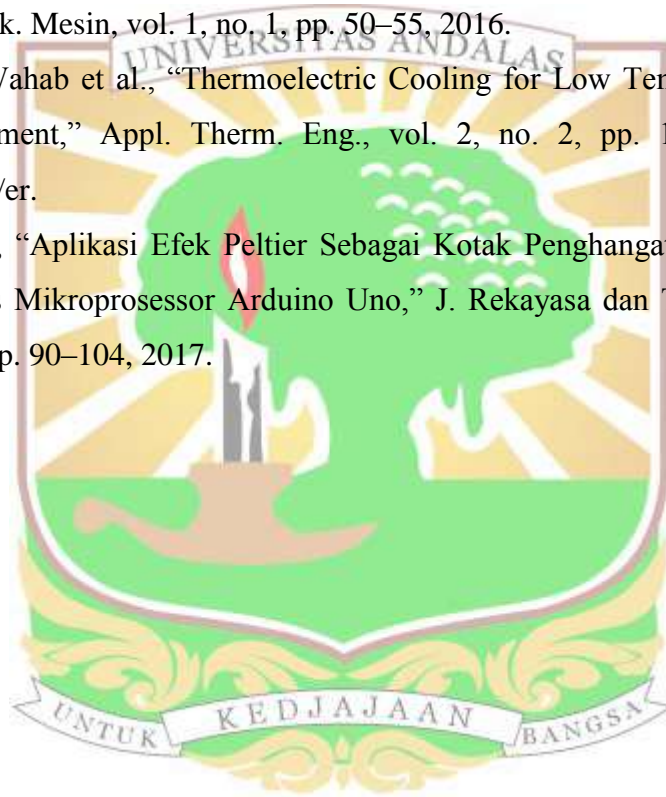 k. Mesin, vol. 1, no. 1, pp. 50–55, 2016.
UNIVERSITAS ANDALAS
Wahab et al., “Thermoelectric Cooling for Low Ten
ment,” Appl. Therm. Eng., vol. 2, no. 2, pp. 1
Ver.
, “Aplikasi Efek Peltier Sebagai Kotak Penghangat
s Mikroprosessor Arduino Uno,” J. Rekayasa dan T
p. 90–104, 2017.
UNTUK KEDJAJAAN BANGSA